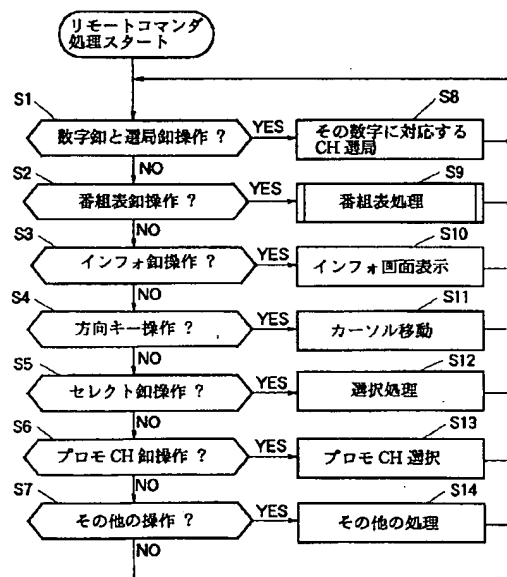 リモートコマンダ
処理スタート
S1
数字釦と選局釦操作 ?
YES
S8
その数字に対応する
CH 選局
NO
S2
番組表釦操作 ?
YES
S9
番組表処理
NO
S3
インフォ釦操作 ?
YES
S10
インフォ画面表示
NO
S4
方向キー操作 ?
YES
S11
カーソル移動
NO
S5
セレクト釦操作 ?
YES
S12
選択処理
NO
S6
プロモ CH 釦操作 ?
YES
S13
プロモ CH 選択
NO
S7
その他の操作 ?
YES
S14
その他の処理
NO